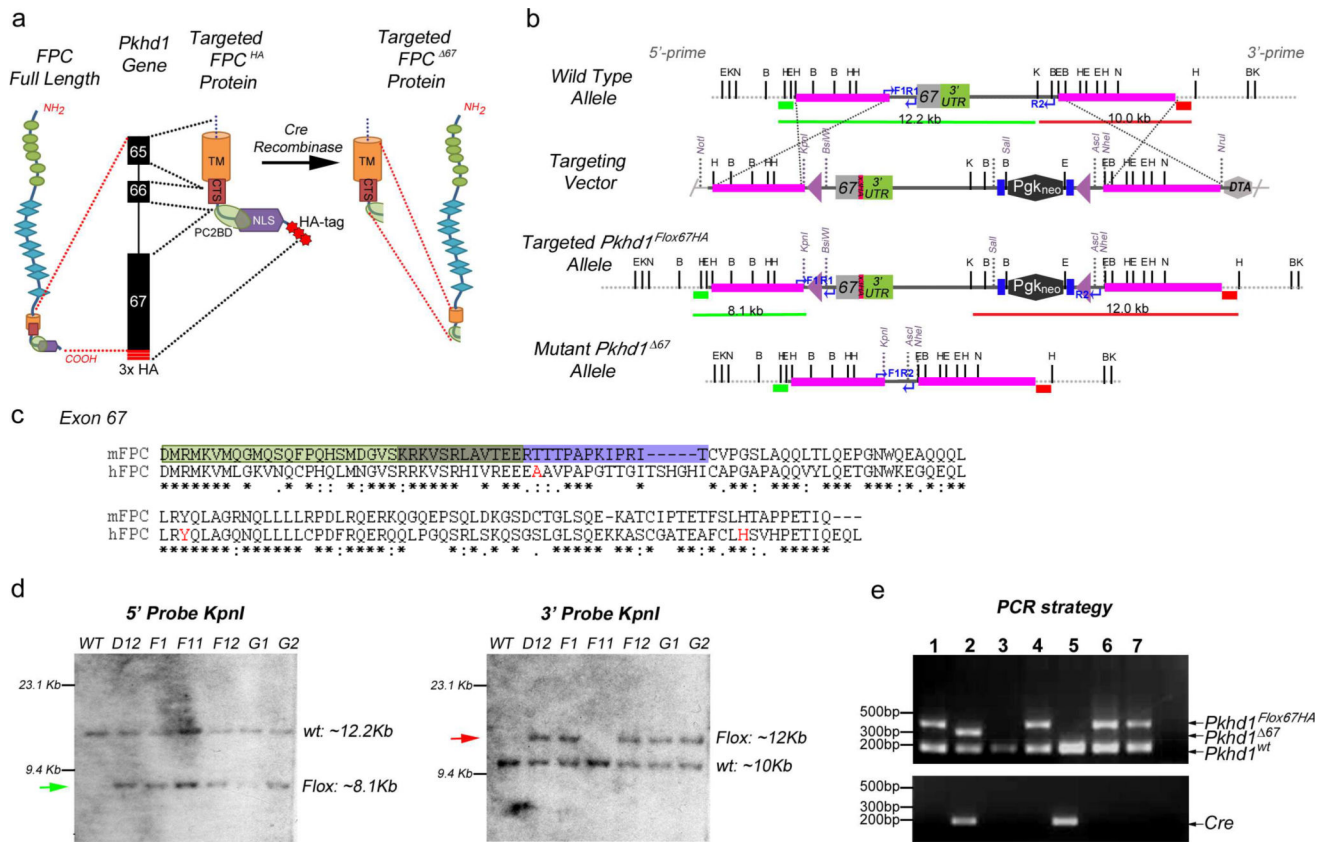 a
FPC Full Length
Pkhd1 Gene
Targeted FPC HA Protein
Targeted FPC Δ67 Protein
NH2
NH2
65
66
67
TM
CTS
PC2BD
NLS
HA-tag
Cre Recombinase
TM
CTS
COOH
3x HA
b
5'-prime
3'-prime
Wild Type Allele
EKN B HEH B B HH F1R1 67 3' UTR K BEB R2 HE EH N H BK
12.2 kb
10.0 kb
Targeting Vector
NotI KpnI BsiWI SalI AscI NheI NruI
H B B HH 67 3' UTR K B B Pgkneo E EB HE EH N DTA
Targeted Pkhd1Flox67HA Allele
KpnI BsiWI SalI AscI NheI
EKN B HEH B B HH F1R1 67 3' UTR K B B Pgkneo E R2 EB HE EH N H BK
8.1 kb
12.0 kb
Mutant Pkhd1Δ67 Allele
KpnI AscI NheI
EKN B HEH B B HH F1R2 EB HE EH N H BK
c
Exon 67
mFPC DMRMKVMQGMQSQFPQHSMDGVSKRKVSRLAVTEERTTTPAPKIPRI-----TCVPGSLAQQLTLQEPGNWQEAQQQL
hFPC DMRMKVMLGKVNQCPHQLMNGVSRRKVSRHIVREEEAAVPAPGTTGITSHGHICAPGAPAQQVYLQETGNWKEGQEQL
mFPC LRYQLAGRNQLLLLRPDLRQERKQGQEPSQLDKGSDCTGLSQE-KATCIPTETFSLHTAPPETIQ---
hFPC LRYQLAGQNQLLLLCPDFRQERQQLPGQSRLSKQSGSLGLSQEKKASCGATEAFCLHSVHPETIQEQL
d
5' Probe KpnI
WT D12 F1 F11 F12 G1 G2
23.1 Kb
9.4 Kb
wt: ~12.2Kb
Flox: ~8.1Kb
3' Probe KpnI
WT D12 F1 F11 F12 G1 G2
23.1 Kb
9.4 Kb
Flox: ~12Kb
wt: ~10Kb
e
PCR strategy
1 2 3 4 5 6 7
500bp
300bp
200bp
Pkhd1Flox67HA
Pkhd1Δ67
Pkhd1wt
500bp
300bp
200bp
Cre